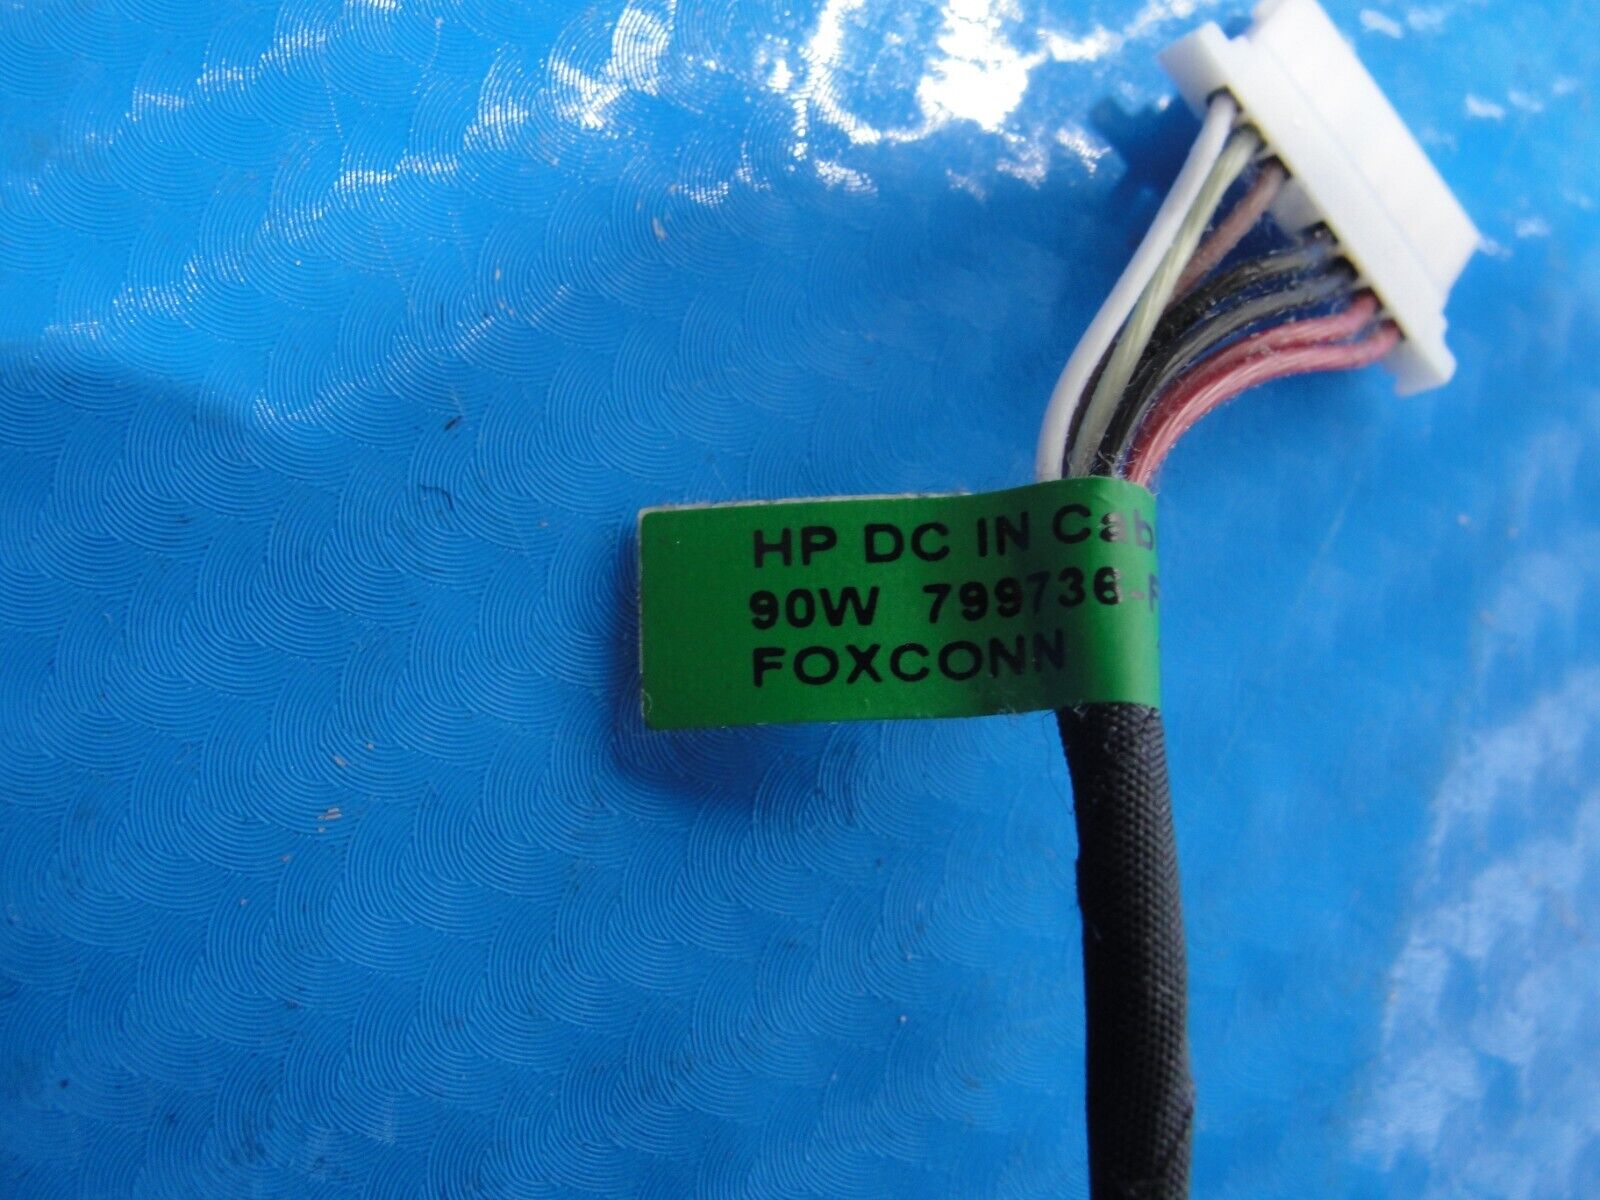 HP DC IN Cab
90W 799736-F
FOXCONN